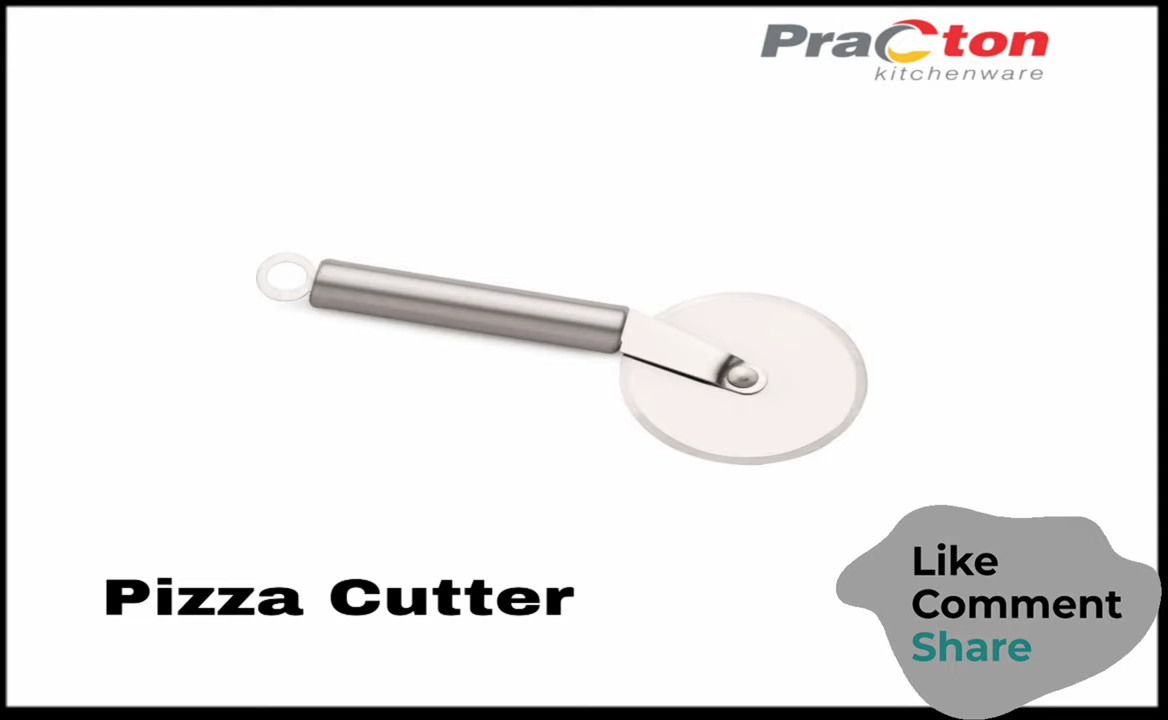 Practon
kitchenware
Pizza Cutter
Like
Comment
Share